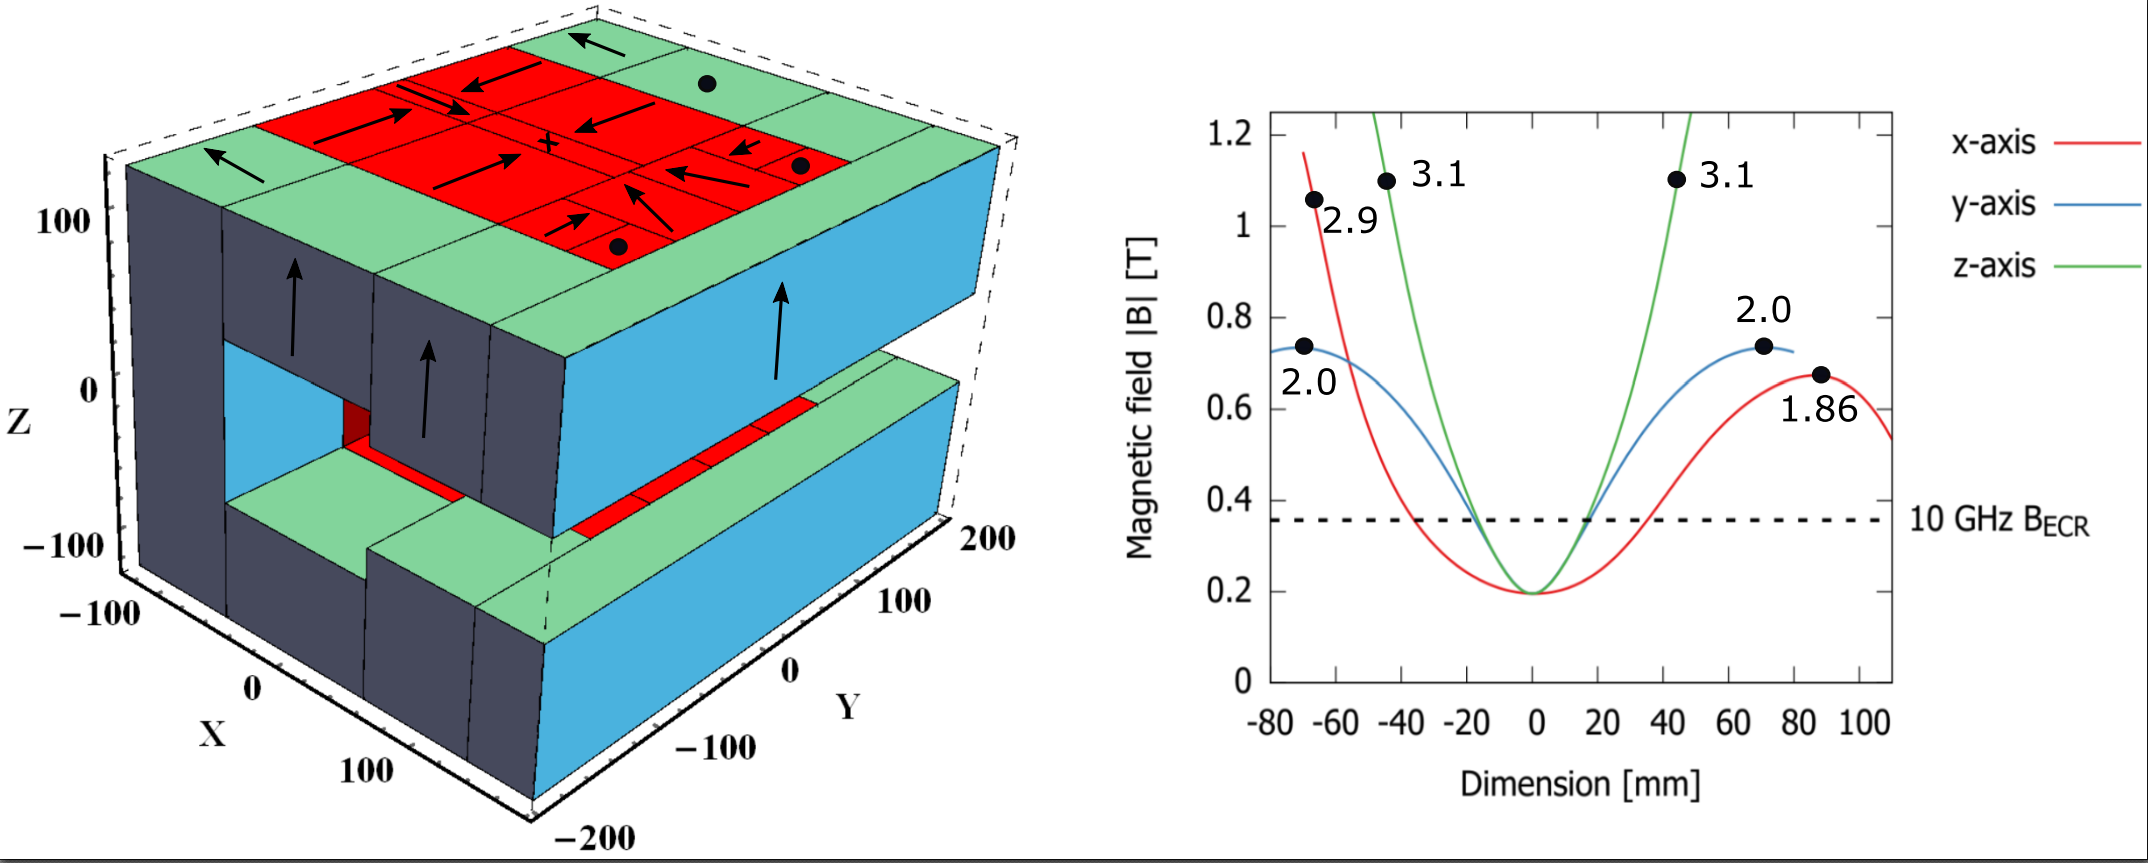 100
0
Z
−100
−100
0
X
100
x
200
100
0
Y
−100
−200
Magnetic field |B| [T]
1.2
1
0.8
0.6
0.4
0.2
0
3.1
3.1
2.9
2.0
2.0
1.86
-80 -60 -40 -20 0 20 40 60 80 100
Dimension [mm]
x-axis
y-axis
z-axis
10 GHz BECR